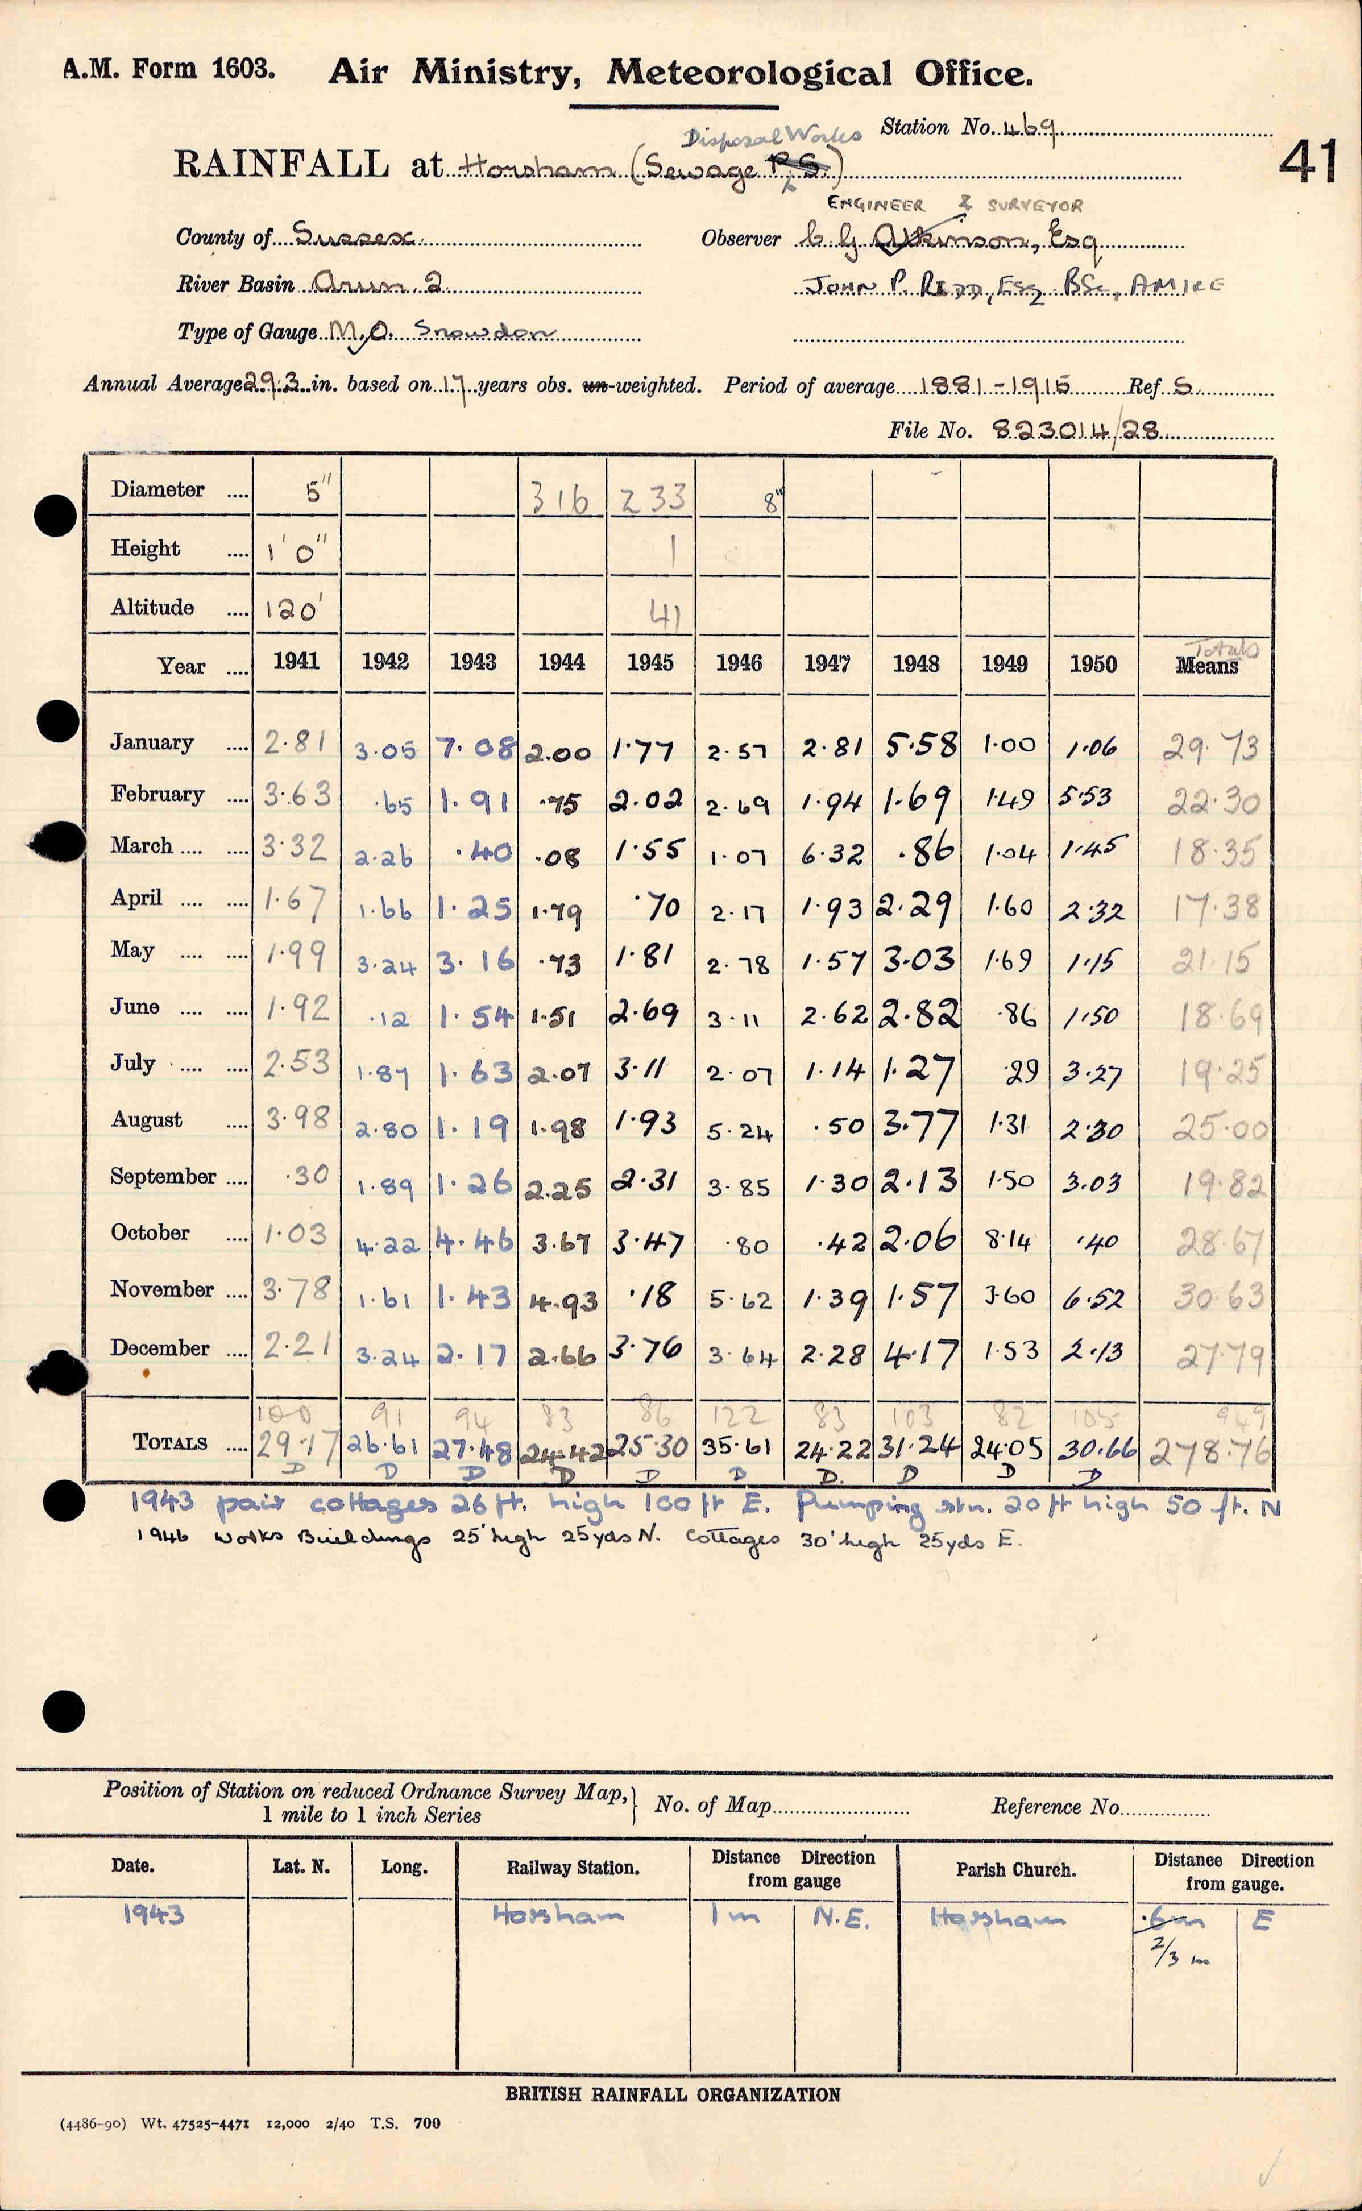 A.M. Form 1603. Air Ministry, Meteorological Office.
Station No. 469
Disposal Works
RAINFALL at Horsham (Sewage P.S.)
41
ENGINEER & SURVEYOR
County of Sussex. Observer C G Atkinson, Esq
River Basin Arun. 2 JOHN P. REDD, ESQ BSc, AMICE
Type of Gauge M.O. Snowdon
Annual Average 29.3 in. based on 17 years obs. un-weighted. Period of average 1881-1915 Ref S.
File No. 823014/28
Diameter .... 5" 316 233 8"
Height .... 1' 0" 1
Altitude .... 120' 41
Totals
Year .... 1941 1942 1943 1944 1945 1946 1947 1948 1949 1950 Means
January .... 2.81 3.05 7.08 2.00 1.77 2.57 2.81 5.58 1.00 1.06 29.73
February .... 3.63 .65 1.91 .75 2.02 2.69 1.94 1.69 1.49 5.53 22.30
March .... .... 3.32 2.26 .40 .08 1.55 1.07 6.32 .86 1.04 1.45 18.35
April .... .... 1.67 1.66 1.25 1.79 .70 2.17 1.93 2.29 1.60 2.32 17.38
May .... .... 1.99 3.24 3.16 .73 1.81 2.78 1.57 3.03 1.69 1.15 21.15
June .... .... 1.92 .12 1.54 1.51 2.69 3.11 2.62 2.82 .86 1.50 18.69
July .... .... 2.53 1.87 1.63 2.07 3.11 2.07 1.14 1.27 .29 3.27 19.25
August .... 3.98 2.80 1.19 1.98 1.93 5.24 .50 3.77 1.31 2.30 25.00
September .... .30 1.89 1.26 2.25 2.31 3.85 1.30 2.13 1.50 3.03 19.82
October .... 1.03 4.22 4.46 3.67 3.47 .80 .42 2.06 8.14 .40 28.67
November .... 3.78 1.61 1.43 4.93 .18 5.62 1.39 1.57 3.60 6.52 30.63
December .... 2.21 3.24 2.17 2.66 3.76 3.64 2.28 4.17 1.53 2.13 27.79
100 91 94 83 86 122 83 103 82 105 949
TOTALS .... 29.17 26.61 27.48 24.42 25.30 35.61 24.22 31.24 24.05 30.66 278.76
D D D D D D D. D D D
1943 pair cottages 26 ft. high 100 ft E. Pumping stn. 20 ft high 50 ft. N
1946 Works Buildings 25' high 25yds N. Cottages 30' high 25yds E.
Position of Station on reduced Ordnance Survey Map, 1 mile to 1 inch Series } No. of Map Reference No.
Date. Lat. N. Long. Railway Station. Distance Direction from gauge Parish Church. Distance Direction from gauge.
1943 Horsham 1m N.E. Horsham .6m E
2/3 m
BRITISH RAINFALL ORGANIZATION
(4486-90) Wt. 47525-4471 12,000 2/40 T.S. 700